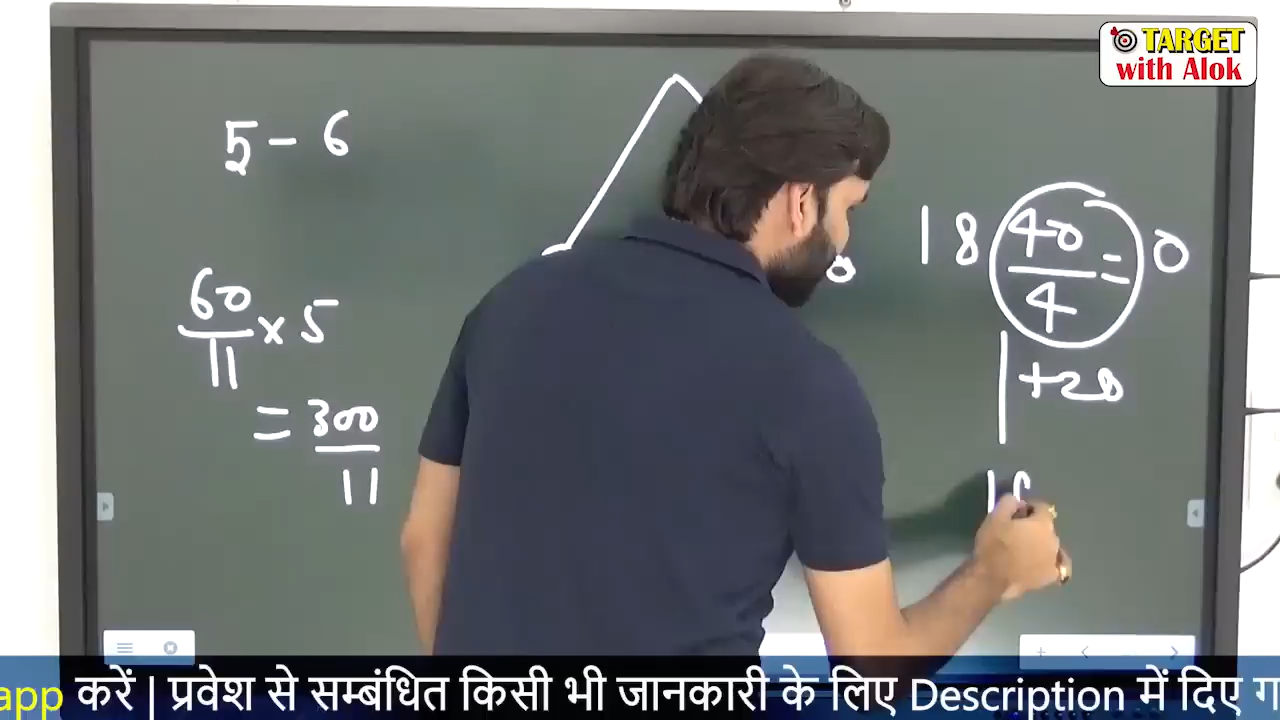 TARGET
with Alok
5 - 6
60/11 × 5
= 300/11
18 40/4 = 0
+28
app करें | प्रवेश से सम्बंधित किसी भी जानकारी के लिए Description में दिए ग